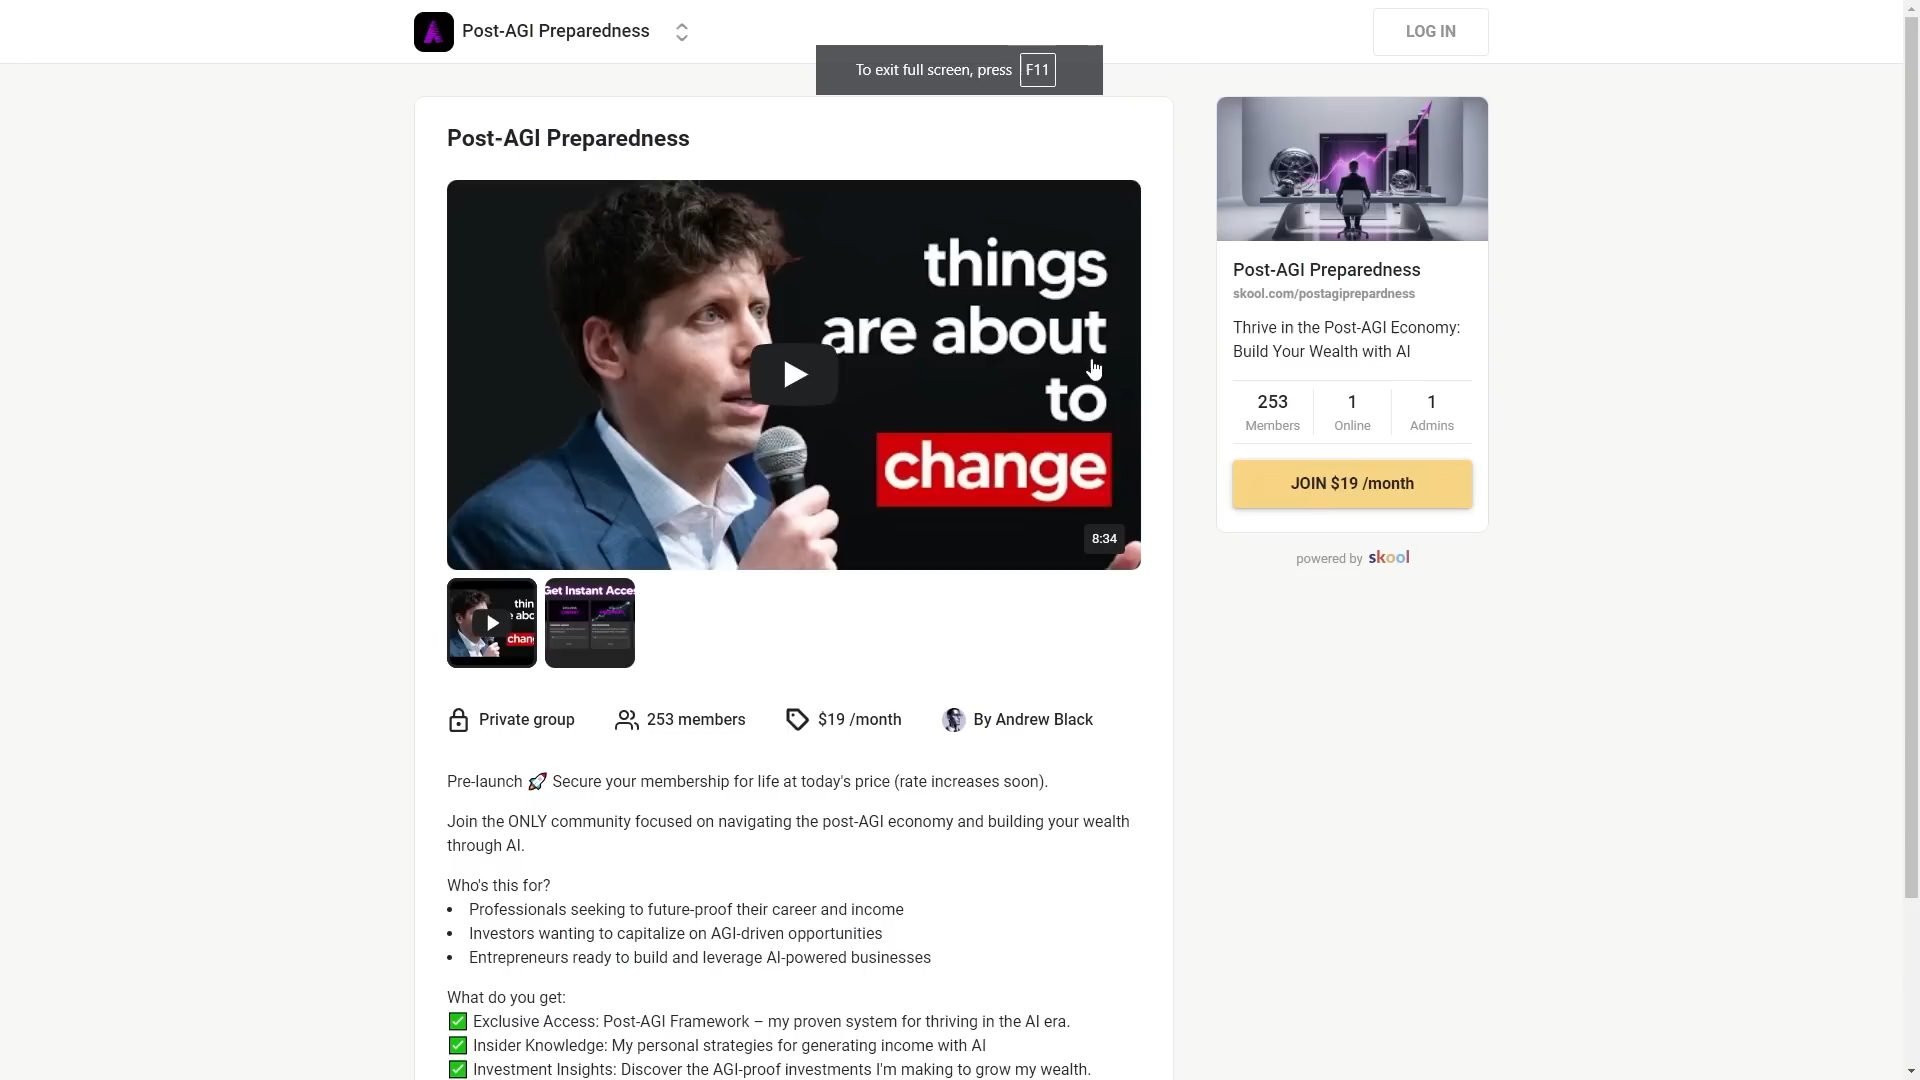 Post-AGI Preparedness
LOG IN
To exit full screen, press F11
Post-AGI Preparedness
things
are about
to
change
8:34
thin
e abo
chan
Get Instant Acce
Private group
253 members
$19 /month
By Andrew Black
Pre-launch 🚀 Secure your membership for life at today's price (rate increases soon).
Join the ONLY community focused on navigating the post-AGI economy and building your wealth
through AI.
Who's this for?
• Professionals seeking to future-proof their career and income
• Investors wanting to capitalize on AGI-driven opportunities
• Entrepreneurs ready to build and leverage AI-powered businesses
What do you get:
✅ Exclusive Access: Post-AGI Framework – my proven system for thriving in the AI era.
✅ Insider Knowledge: My personal strategies for generating income with AI
✅ Investment Insights: Discover the AGI-proof investments I'm making to grow my wealth.
Post-AGI Preparedness
skool.com/postagiprepardness
Thrive in the Post-AGI Economy:
Build Your Wealth with AI
253 1 1
Members Online Admins
JOIN $19 /month
powered by skool